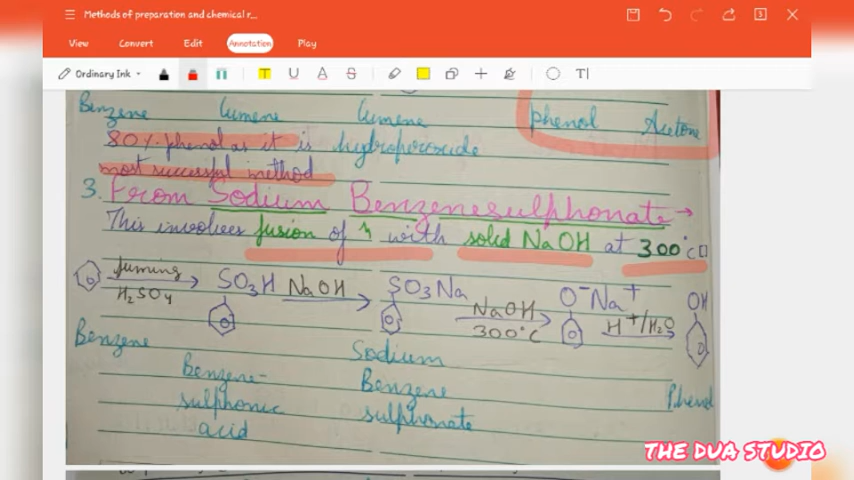 Methods of preparation and chemical r...
View Convert Edit Annotation Play
Ordinary Ink
Benzene Cumene Cumene phenol Acetone
80% phenol as it is hydroperoxide
most successful method
3. From Sodium Benzenesulphonate →
This involves fusion of it with solid NaOH at 300°C
fuming SO3H NaOH SO3Na NaOH O⁻Na⁺ H⁺/H2O OH
H2SO4 300°C
Benzene Sodium
Benzene- Benzene Phenol
sulphonic sulphonate
acid
THE DUA STUDIO